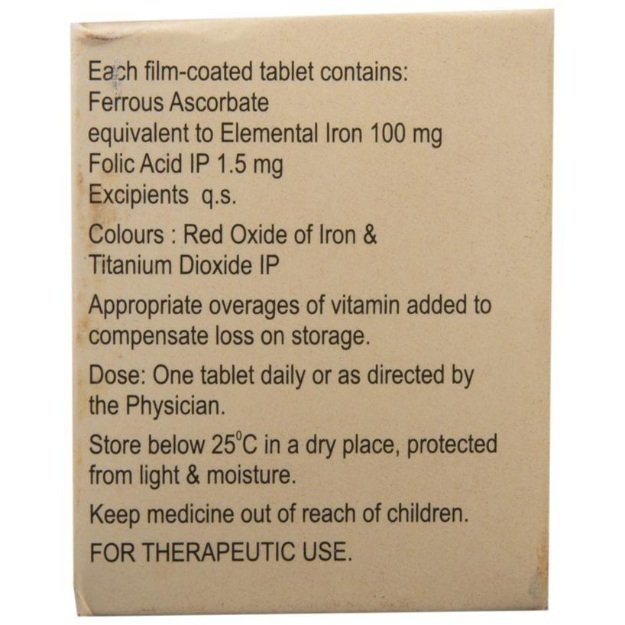 Each film-coated tablet contains:
Ferrous Ascorbate
equivalent to Elemental Iron 100 mg
Folic Acid IP 1.5 mg
Excipients q.s.
Colours : Red Oxide of Iron &
Titanium Dioxide IP
Appropriate overages of vitamin added to
compensate loss on storage.
Dose: One tablet daily or as directed by
the Physician.
Store below 25⁰C in a dry place, protected
from light & moisture.
Keep medicine out of reach of children.
FOR THERAPEUTIC USE.